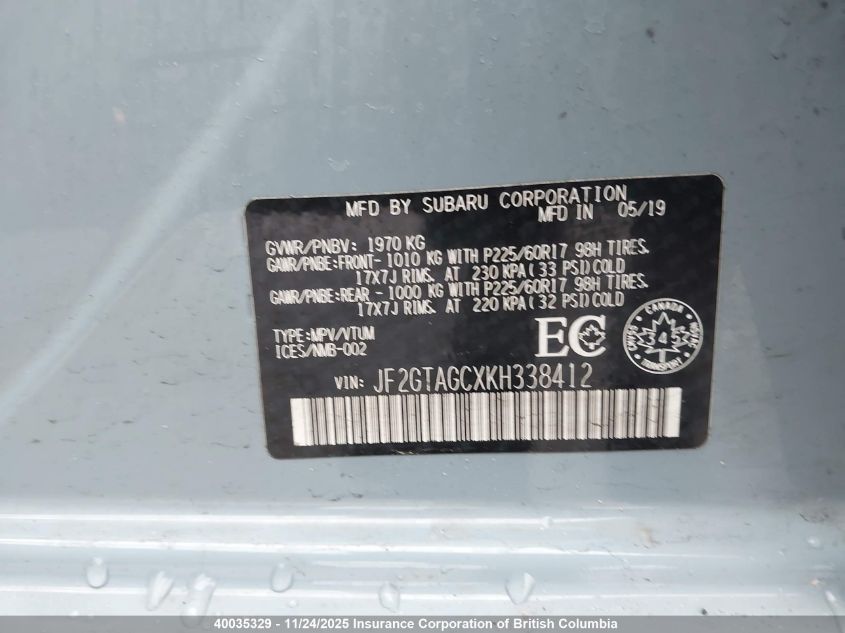 MFD BY SUBARU CORPORATION
MFD IN 05/19
GVWR/PNBV: 1970 KG
GAWR/PNBE:FRONT- 1010 KG WITH P225/60R17 98H TIRES.
17X7J RIMS. AT 230 KPA(33 PSI)COLD
GAWR/PNBE:REAR - 1000 KG WITH P225/60R17 98H TIRES.
17X7J RIMS. AT 220 KPA(32 PSI)COLD
TYPE:MPV/VTUM
ICES/NMB-002
EC
CANADA
345
TRANSPORT
VIN: JF2GTAGCXKH338412
40035329 - 11/24/2025 Insurance Corporation of British Columbia